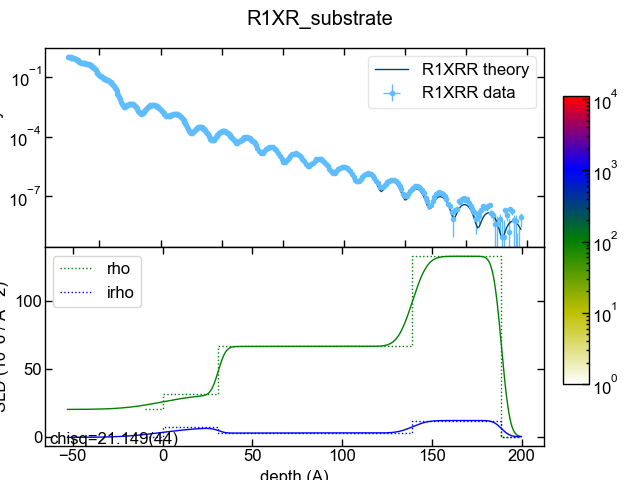 R1XR_substrate
R1XRR theory
R1XRR data
10^-1
10^-4
10^-7
10^4
10^3
10^2
10^1
10^0
rho
irho
100
50
0
chisq=21.149(44)
−50
0
50
100
150
200
depth (A)